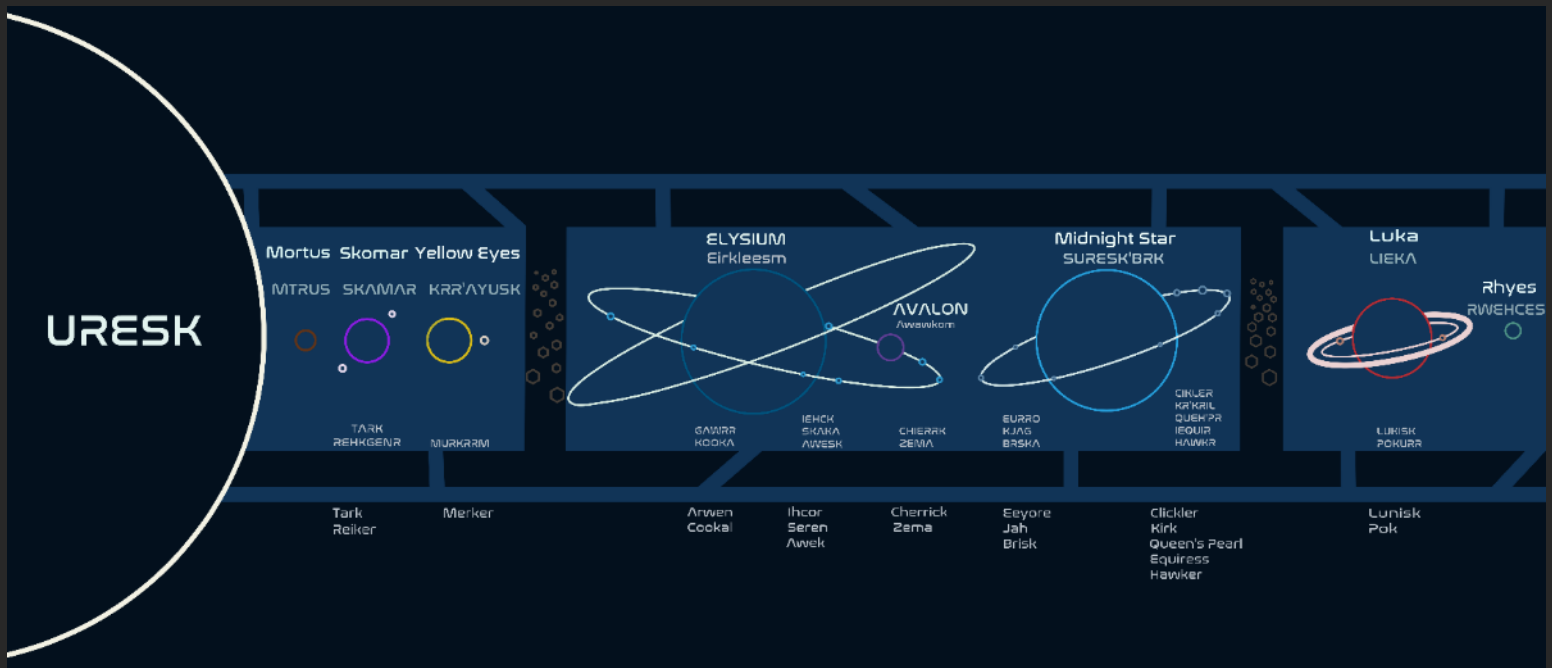 URESK
Mortus
MTRUS
Skomar
SKAMAR
Yellow Eyes
KRR'AYUSK
TARK
REHKGENR
MURKRRM
ELYSIUM
Eirkleesm
AVALON
Awawkom
GAWRR
KOOKA
IEHCK
SKAKA
AWESK
CHIERRK
ZEMA
Midnight Star
SURESK'BRK
EURRO
KJAG
BRSKA
CIKLER
KR'KRIL
QUEH'PR
IEQUIR
HAWKR
Luka
LIEKA
LUKISK
POKURR
Rhyes
RWEHCES
Tark
Reiker
Merker
Arwen
Cookal
Ihcor
Seren
Awek
Cherrick
Zema
Eeyore
Jah
Brisk
Clickler
Kirk
Queen's Pearl
Equiress
Hawker
Lunisk
Pok